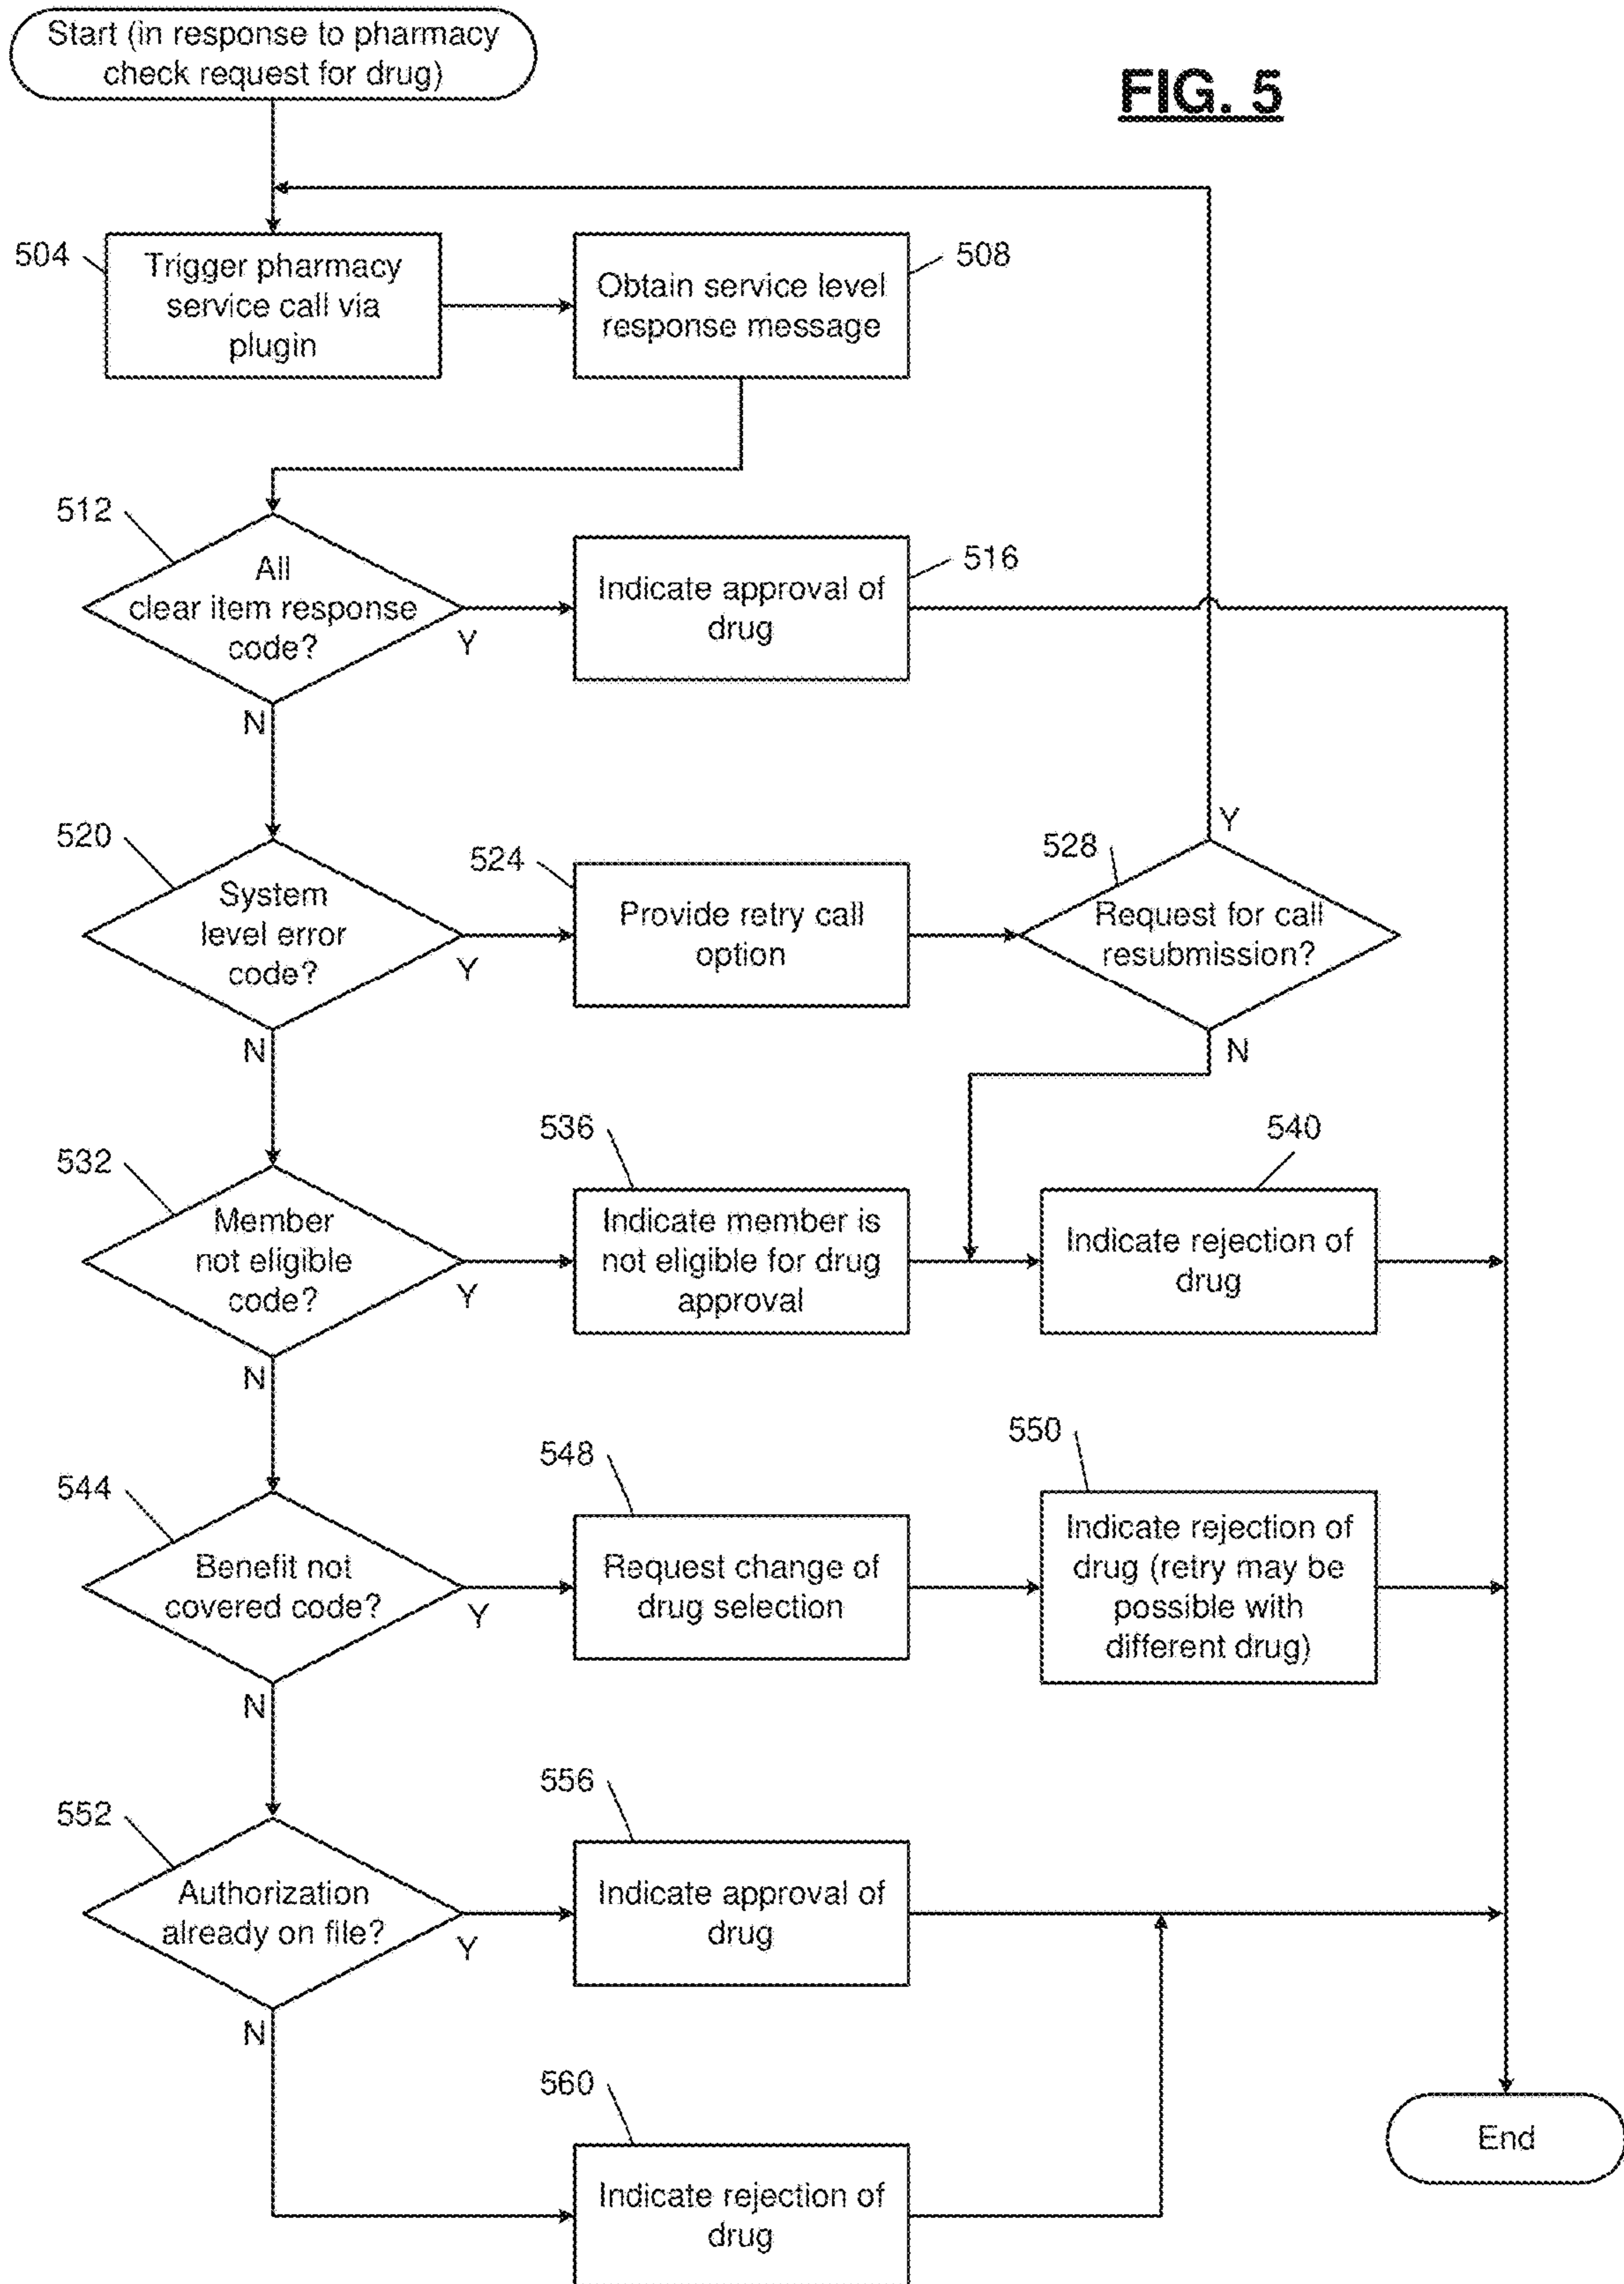 Start (in response to pharmacy
check request for drug)
FIG. 5
504
Trigger pharmacy
service call via
plugin
508
Obtain service level
response message
512
All
clear item response
code?
Y
N
516
Indicate approval of
drug
520
System
level error
code?
Y
N
524
Provide retry call
option
528
Request for call
resubmission?
Y
N
532
Member
not eligible
code?
Y
N
536
Indicate member is
not eligible for drug
approval
540
Indicate rejection of
drug
544
Benefit not
covered code?
Y
N
548
Request change of
drug selection
550
Indicate rejection of
drug (retry may be
possible with
different drug)
552
Authorization
already on file?
Y
N
556
Indicate approval of
drug
560
Indicate rejection of
drug
End